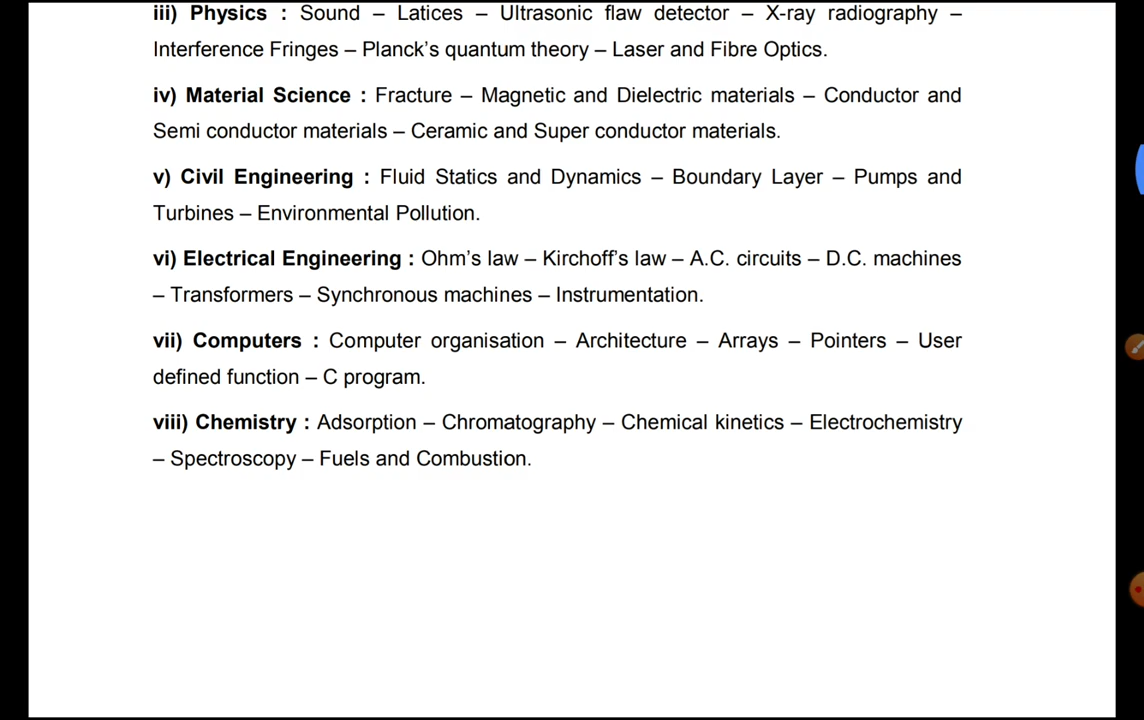 iii) Physics : Sound – Latices – Ultrasonic flaw detector – X-ray radiography –
Interference Fringes – Planck’s quantum theory – Laser and Fibre Optics.
iv) Material Science : Fracture – Magnetic and Dielectric materials – Conductor and
Semi conductor materials – Ceramic and Super conductor materials.
v) Civil Engineering : Fluid Statics and Dynamics – Boundary Layer – Pumps and
Turbines – Environmental Pollution.
vi) Electrical Engineering : Ohm’s law – Kirchoff’s law – A.C. circuits – D.C. machines
– Transformers – Synchronous machines – Instrumentation.
vii) Computers : Computer organisation – Architecture – Arrays – Pointers – User
defined function – C program.
viii) Chemistry : Adsorption – Chromatography – Chemical kinetics – Electrochemistry
– Spectroscopy – Fuels and Combustion.